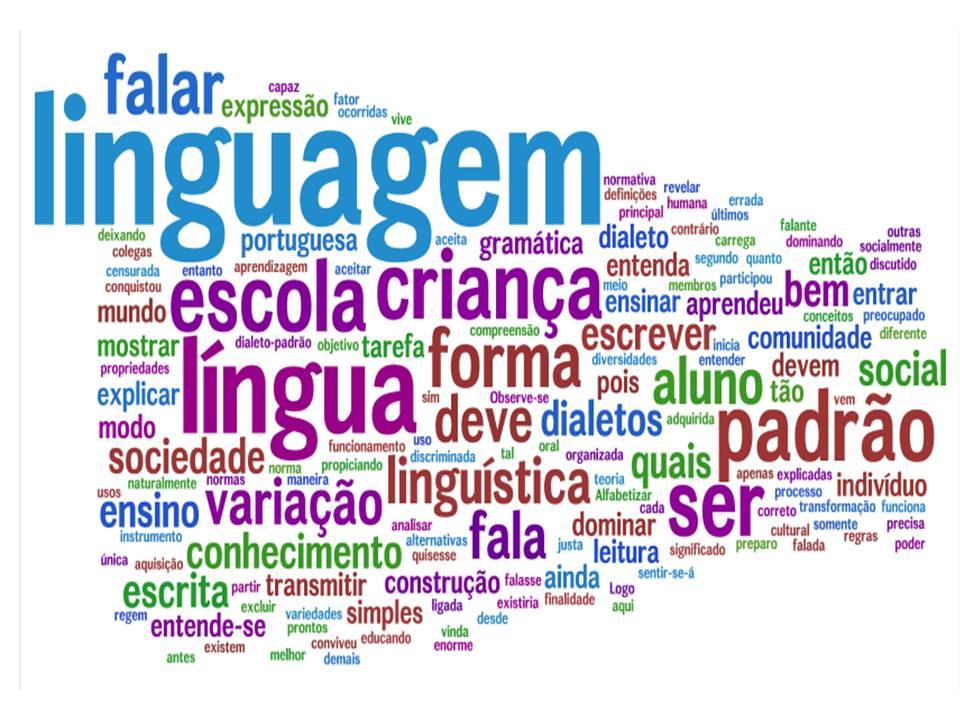 falar
expressão
capaz
fator
ocorridas
vive
linguagem
normativa
revelar
definições
humana
errada
principal
últimos
deixando
portuguesa
aceita
gramática
dialeto
contrário
carrega
falante
dominando
outras
socialmente
colegas
censurada
entanto
aprendizagem
aceitar
criança
entenda
segundo
quanto
então
discutido
conquistou
escola
meio
membros
participou
bem
entrar
mundo
ensinar
aprendeu
conceitos
preocupado
mostrar
dialeto-padrão
objetivo
tarefa
compreensão
escrever
inicia
comunidade
diferente
propriedades
língua
forma
diversidades
entender
devem
social
explicar
sim
Observe-se
pois
aluno
tão
vem
modo
deve
dialetos
adquirida
padrão
sociedade
funcionamento
uso
oral
norma
propiciando
discriminada
tal
organizada
quais
apenas
explicadas
naturalmente
normas
maneira
linguística
teoria
processo
indivíduo
usos
variação
Alfabetizar
cada
ser
correto
transformação
funciona
ensino
analisar
fala
dominar
cultural
somente
precisa
instrumento
conhecimento
alternativas
justa
leitura
significado
preparo
falada
regras
poder
única
aquisição
quisesse
escrita
partir
transmitir
construção
falasse
ainda
sentir-se-á
excluir
existiria
finalidade
Logo
regem
variedades
simples
ligada
aqui
entende-se
prontos
desde
existem
conviveu
educando
vinda
enorme
antes
melhor
demais